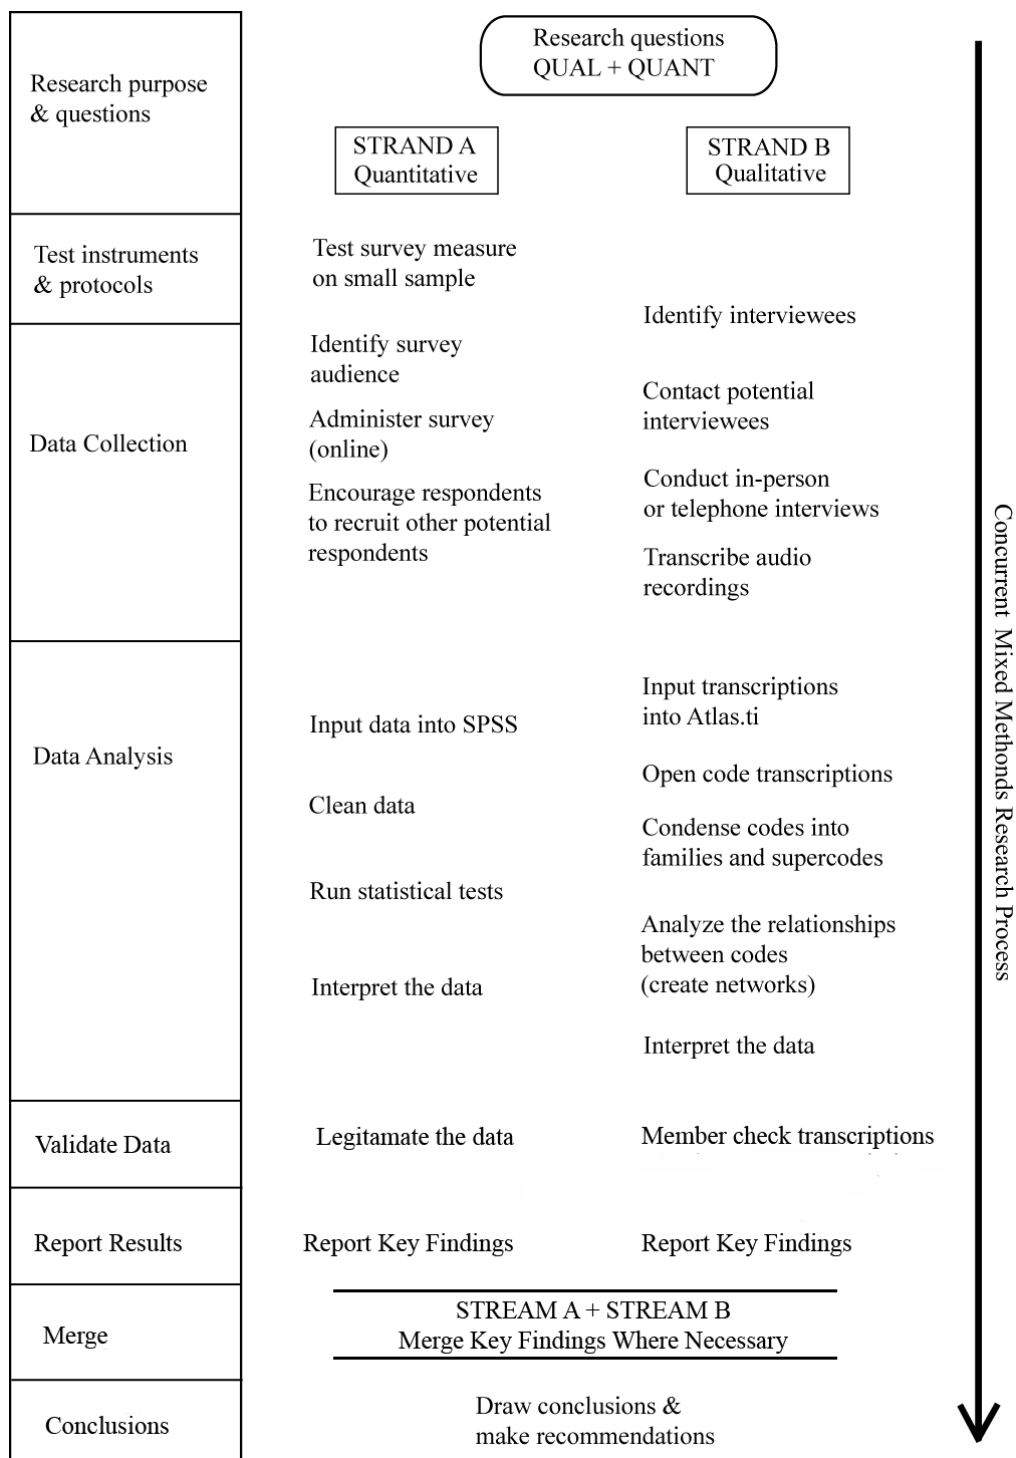 Research purpose
& questions
Research questions
QUAL + QUANT
STRAND A
Quantitative
STRAND B
Qualitative
Test instruments
& protocols
Test survey measure
on small sample
Identify interviewees
Data Collection
Identify survey
audience
Administer survey
(online)
Encourage respondents
to recruit other potential
respondents
Contact potential
interviewees
Conduct in-person
or telephone interviews
Transcribe audio
recordings
Data Analysis
Input data into SPSS
Clean data
Run statistical tests
Interpret the data
Input transcriptions
into Atlas.ti
Open code transcriptions
Condense codes into
families and supercodes
Analyze the relationships
between codes
(create networks)
Interpret the data
Validate Data
Legitamate the data
Member check transcriptions
Report Results
Report Key Findings
Report Key Findings
Merge
STREAM A + STREAM B
Merge Key Findings Where Necessary
Conclusions
Draw conclusions &
make recommendations
Concurrent Mixed Methonds Research Process